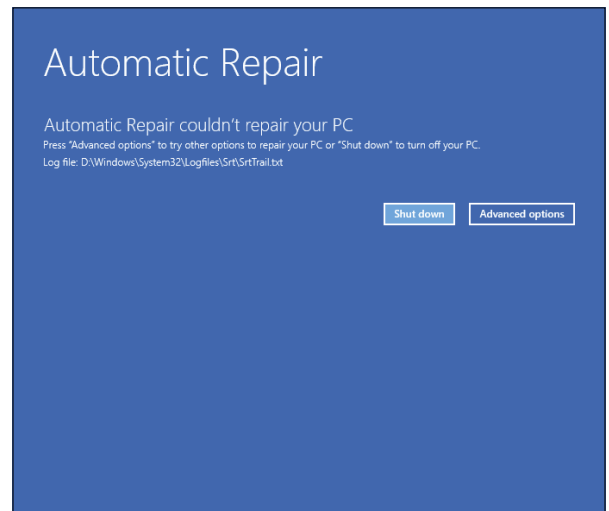 Automatic Repair
Automatic Repair couldn't repair your PC
Press "Advanced options" to try other options to repair your PC or "Shut down" to turn off your PC.
Log file: D:\Windows\System32\Logfiles\Srt\SrtTrail.txt
Shut down Advanced options